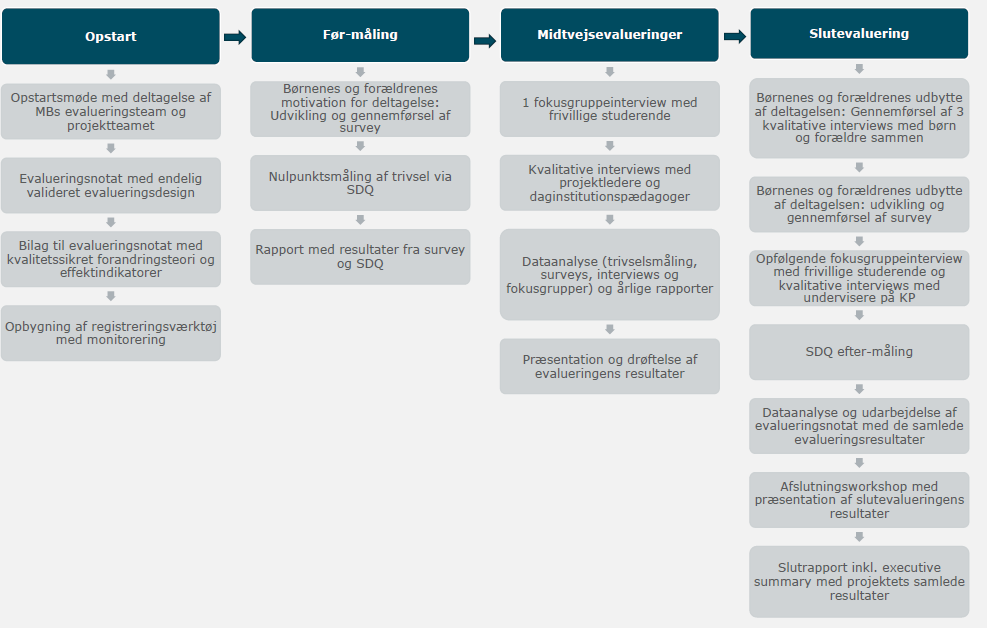 Opstart
Opstartsmøde med deltagelse af
MBs evalueringsteam og
projektteamet
Evalueringsnotat med endelig
valideret evalueringsdesign
Bilag til evalueringsnotat med
kvalitetssikret forandringsteori og
effektindikatorer
Opbygning af registreringsværktøj
med monitorering
Før-måling
Børnenes og forældrenes
motivation for deltagelse:
Udvikling og gennemførsel af
survey
Nulpunktsmåling af trivsel via
SDQ
Rapport med resultater fra survey
og SDQ
Midtvejsevalueringer
1 fokusgruppeinterview med
frivillige studerende
Kvalitative interviews med
projektledere og
daginstitutionspædagoger
Dataanalyse (trivselsmåling,
surveys, interviews og
fokusgrupper) og årlige rapporter
Præsentation og drøftelse af
evalueringens resultater
Slutevaluering
Børnenes og forældrenes udbytte
af deltagelsen: Gennemførsel af 3
kvalitative interviews med børn
og forældre sammen
Børnenes og forældrenes udbytte
af deltagelsen: udvikling og
gennemførsel af survey
Opfølgende fokusgruppeinterview
med frivillige studerende og
kvalitative interviews med
undervisere på KP
SDQ efter-måling
Dataanalyse og udarbejdelse af
evalueringsnotat med de samlede
evalueringsresultater
Afslutningsworkshop med
præsentation af slutevalueringens
resultater
Slutrapport inkl. executive
summary med projektets samlede
resultater